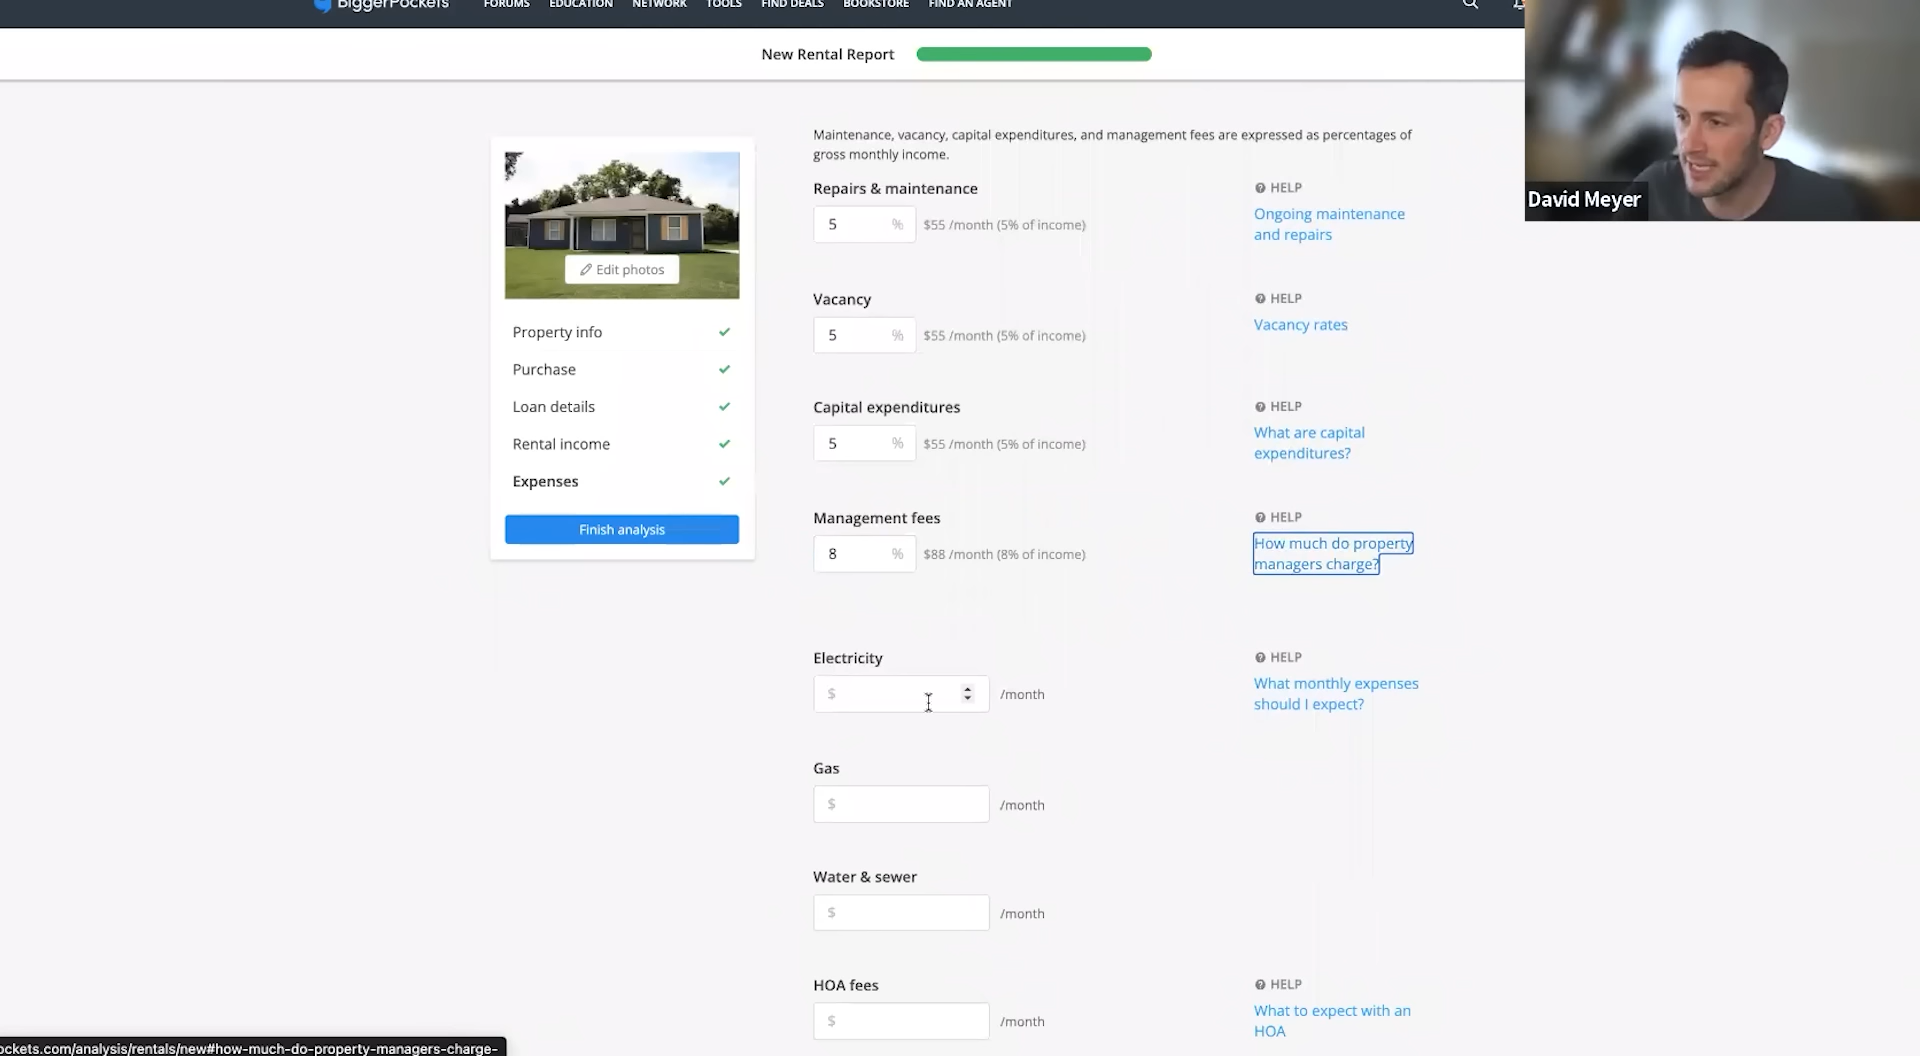 BiggerPockets
FORUMS EDUCATION NETWORK TOOLS FIND DEALS BOOKSTORE FIND AN AGENT
New Rental Report
David Meyer
Edit photos
Property info
Purchase
Loan details
Rental income
Expenses
Finish analysis
Maintenance, vacancy, capital expenditures, and management fees are expressed as percentages of
gross monthly income.
Repairs & maintenance
5 % $55 /month (5% of income)
HELP
Ongoing maintenance
and repairs
Vacancy
5 % $55 /month (5% of income)
HELP
Vacancy rates
Capital expenditures
5 % $55 /month (5% of income)
HELP
What are capital
expenditures?
Management fees
8 % $88 /month (8% of income)
HELP
How much do property
managers charge?
Electricity
$ /month
HELP
What monthly expenses
should I expect?
Gas
$ /month
Water & sewer
$ /month
HOA fees
$ /month
HELP
What to expect with an
HOA
ockets.com/analysis/rentals/new#how-much-do-property-managers-charge-